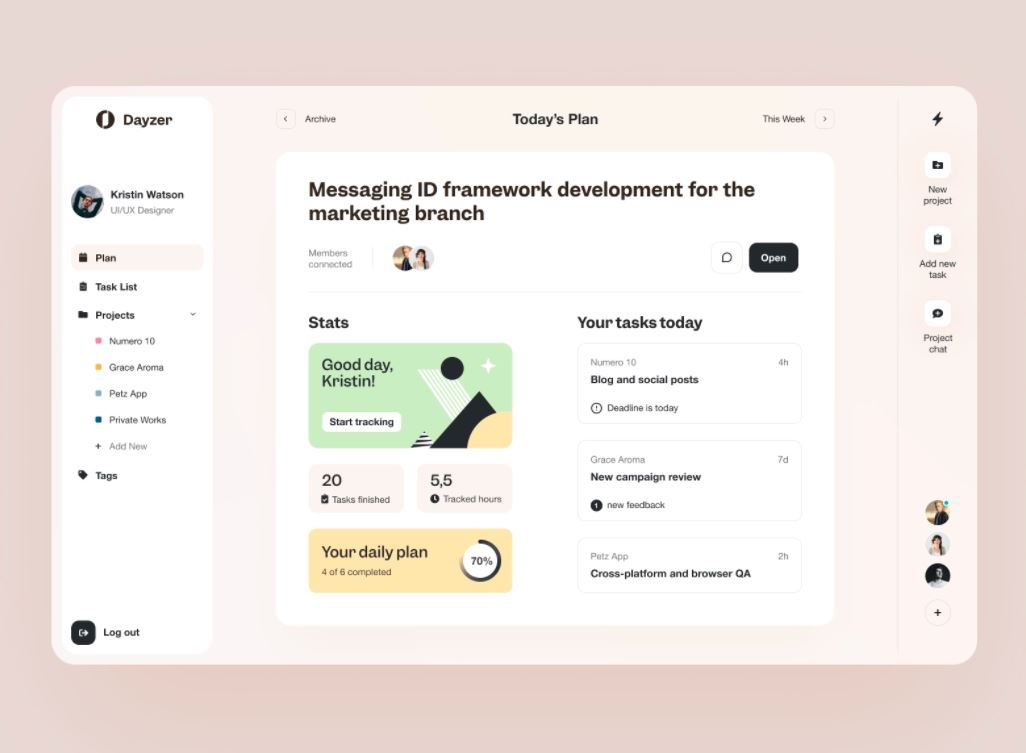 Dayzer
Kristin Watson
UI/UX Designer
Plan
Task List
Projects
Numero 10
Grace Aroma
Petz App
Private Works
+ Add New
Tags
Log out
Archive
Today's Plan
This Week
Messaging ID framework development for the
marketing branch
Members
connected
Open
Stats
Good day,
Kristin!
Start tracking
20
Tasks finished
5,5
Tracked hours
Your daily plan
4 of 6 completed
70%
Your tasks today
Numero 10
4h
Blog and social posts
Deadline is today
Grace Aroma
7d
New campaign review
1 new feedback
Petz App
2h
Cross-platform and browser QA
New
project
Add new
task
Project
chat
+